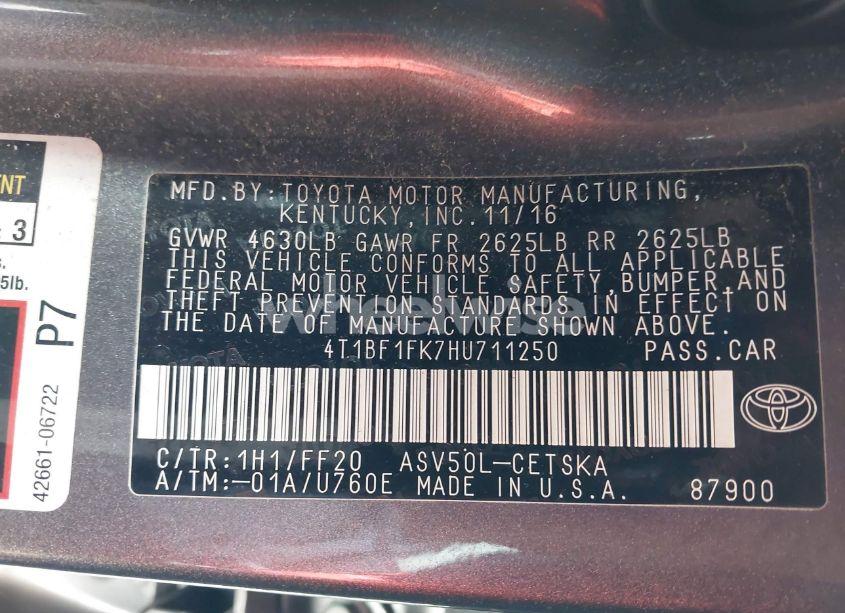 MFD.BY:TOYOTA MOTOR MANUFACTURING,
KENTUCKY, INC. 11/16
GVWR 4630LB GAWR FR 2625LB RR 2625LB
THIS VEHICLE CONFORMS TO ALL APPLICABLE
FEDERAL MOTOR VEHICLE SAFETY, BUMPER, AND
THEFT PREVENTION STANDARDS IN EFFECT ON
THE DATE OF MANUFACTURE SHOWN ABOVE.
4T1BF1FK7HU711250 PASS.CAR
C/TR:1H1/FF20 ASV50L-CETSKA
A/TM:-01A/U760E MADE IN U.S.A. 87900
3
5lb.
P7
42661-06722